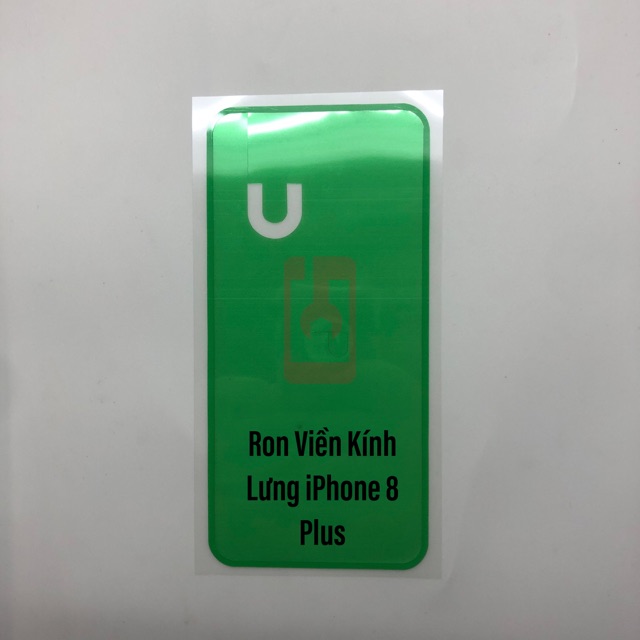 Ron Viền Kính
Lưng iPhone 8
Plus